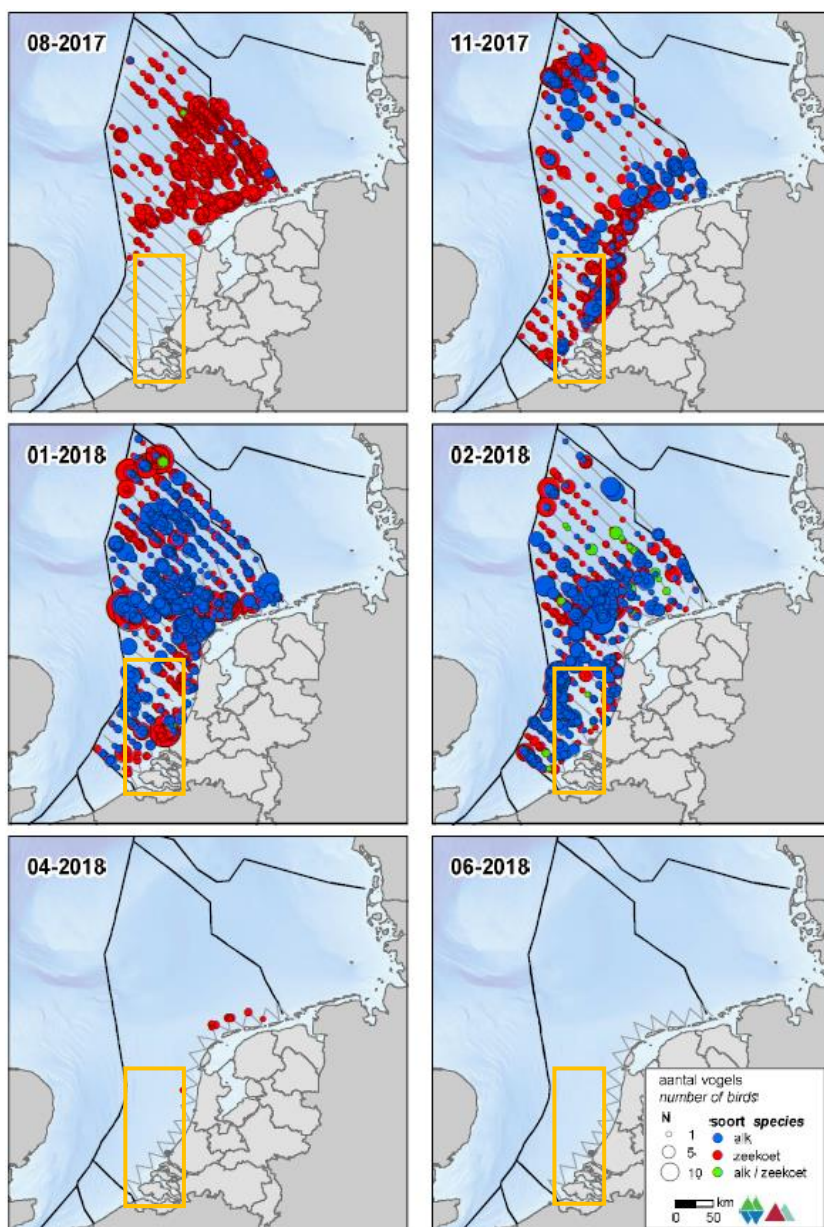 08-2017
11-2017
01-2018
02-2018
04-2018
06-2018
aantal vogels
number of birds
N
soort species
1
alk
5
zeekoet
10
alk / zeekoet
km
0 50